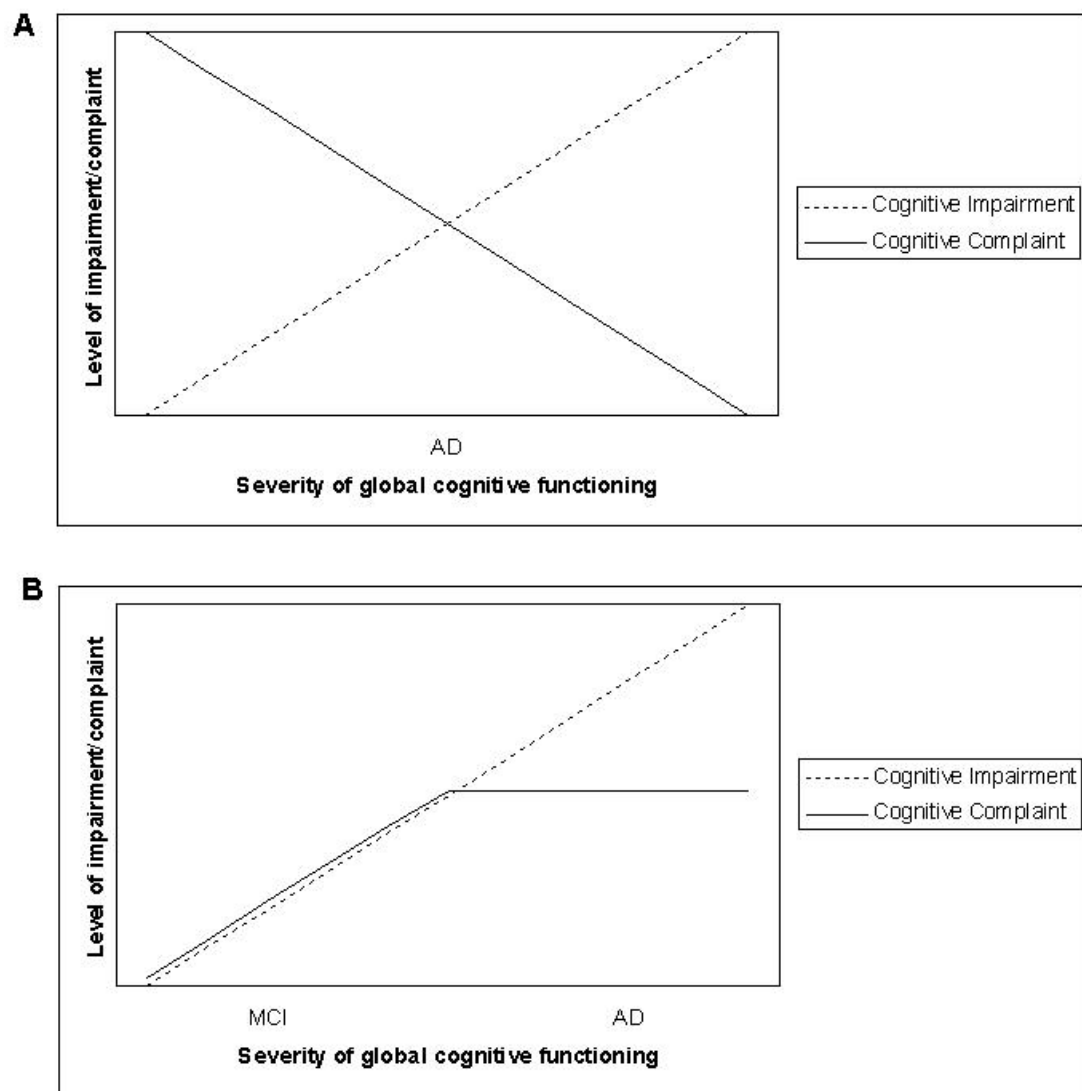 A
Level of impairment/complaint
Cognitive Impairment
Cognitive Complaint
AD
Severity of global cognitive functioning
B
Level of impairment/complaint
Cognitive Impairment
Cognitive Complaint
MCI AD
Severity of global cognitive functioning